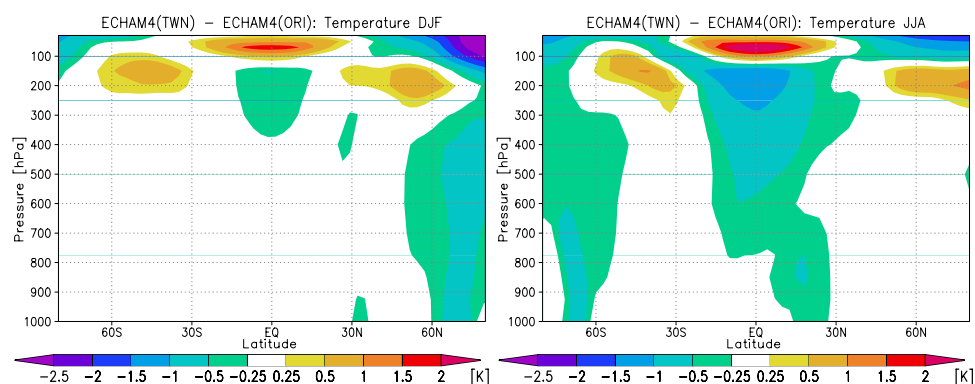 ECHAM4(TWN) – ECHAM4(ORI): Temperature DJF
Pressure [hPa]
100
200
300
400
500
600
700
800
900
1000
60S 30S EQ 30N 60N
Latitude
-2.5 -2 -1.5 -1 -0.5 -0.25 0.25 0.5 1 1.5 2 [K]
ECHAM4(TWN) – ECHAM4(ORI): Temperature JJA
Pressure [hPa]
100
200
300
400
500
600
700
800
900
1000
60S 30S EQ 30N 60N
Latitude
-2.5 -2 -1.5 -1 -0.5 -0.25 0.25 0.5 1 1.5 2 [K]